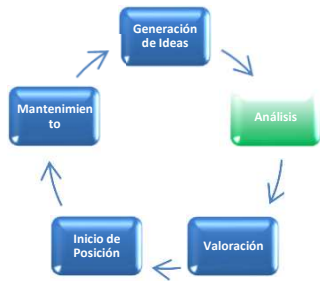 Generación
de Ideas
Análisis
Valoración
Inicio de
Posición
Mantenimien
to